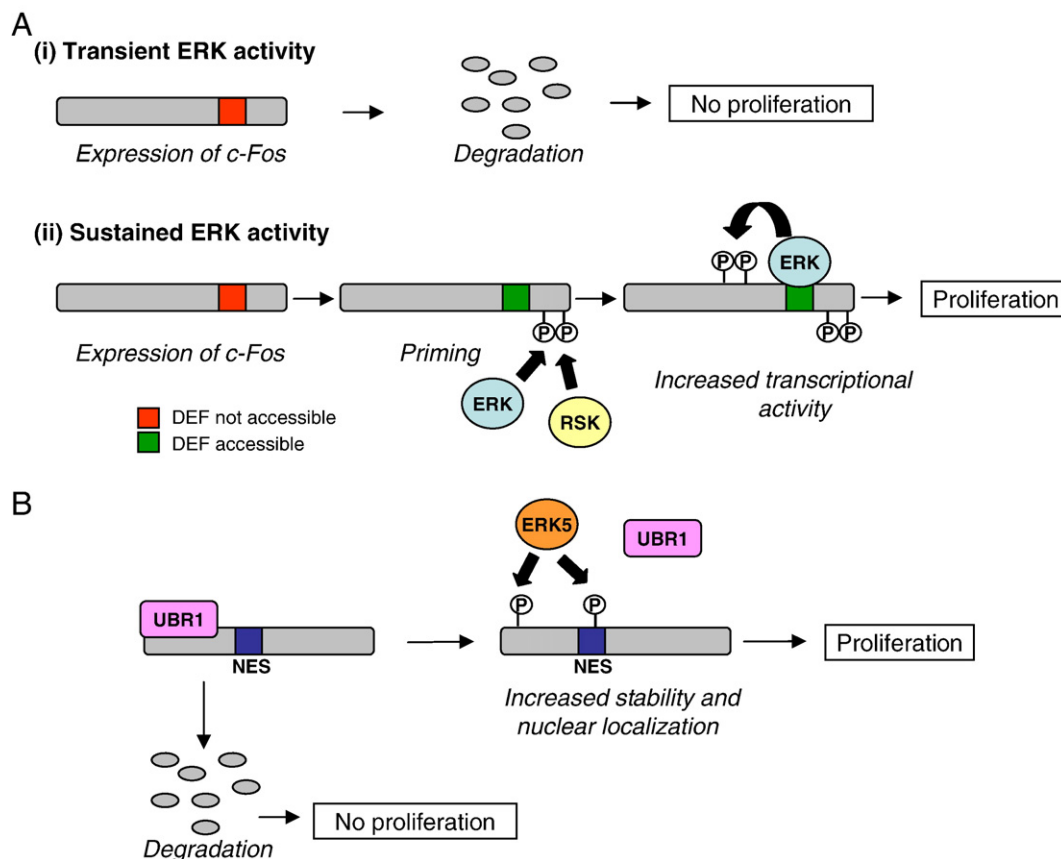 A
(i) Transient ERK activity
No proliferation
Expression of c-Fos
Degradation
(ii) Sustained ERK activity
P P
ERK
Proliferation
P P
P P
Expression of c-Fos
Priming
ERK
RSK
Increased transcriptional
activity
DEF not accessible
DEF accessible
B
ERK5
UBR1
P
P
UBR1
Proliferation
NES
NES
Increased stability and
nuclear localization
No proliferation
Degradation